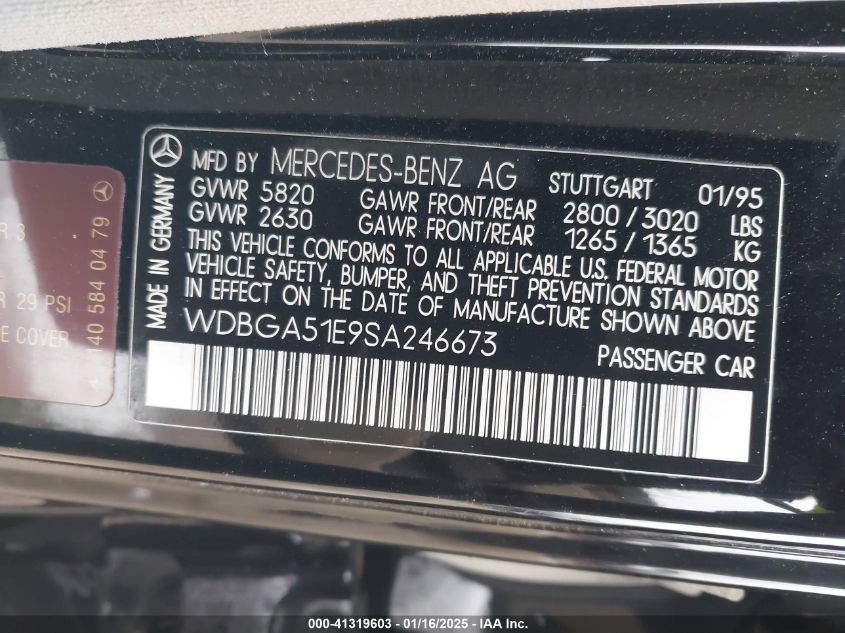 MFD BY MERCEDES-BENZ AG STUTTGART 01/95
GVWR 5820 GAWR FRONT/REAR 2800 / 3020 LBS
GVWR 2630 GAWR FRONT/REAR 1265 / 1365 KG
THIS VEHICLE CONFORMS TO ALL APPLICABLE U.S. FEDERAL MOTOR
VEHICLE SAFETY, BUMPER, AND THEFT PREVENTION STANDARDS
IN EFFECT ON THE DATE OF MANUFACTURE SHOWN ABOVE.
WDBGA51E9SA246673
PASSENGER CAR
MADE IN GERMANY
R 3
R 29 PSI
E COVER
A 140 584 04 79
000-41319603 - 01/16/2025 - IAA Inc.